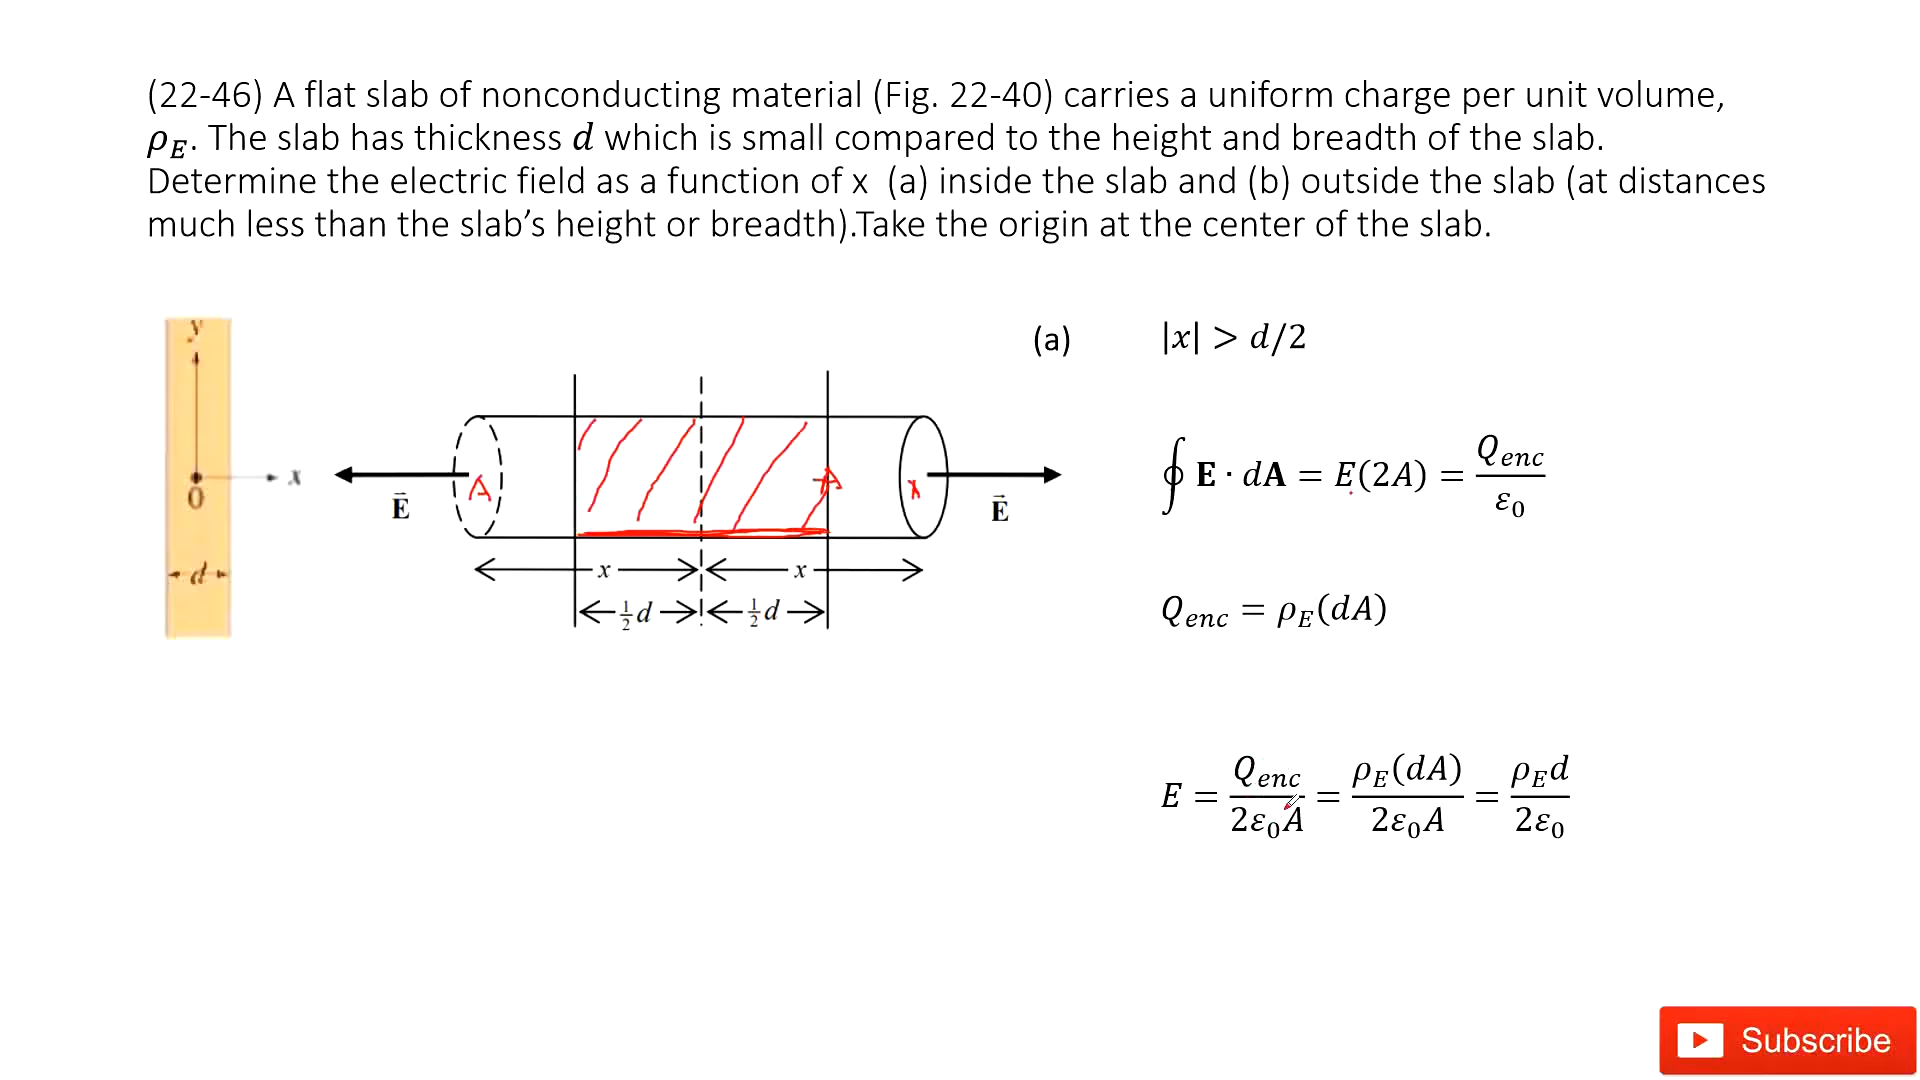 (22-46) A flat slab of nonconducting material (Fig. 22-40) carries a uniform charge per unit volume,
ρ_E. The slab has thickness d which is small compared to the height and breadth of the slab.
Determine the electric field as a function of x (a) inside the slab and (b) outside the slab (at distances
much less than the slab’s height or breadth).Take the origin at the center of the slab.
y
0
x
d
A
A
E⃗
E⃗
x
x
½d
½d
(a) |x| > d/2
∮ E · dA = E(2A) = Q_enc/ε₀
Q_enc = ρ_E(dA)
E = Q_enc/2ε₀A = ρ_E(dA)/2ε₀A = ρ_E d/2ε₀
Subscribe